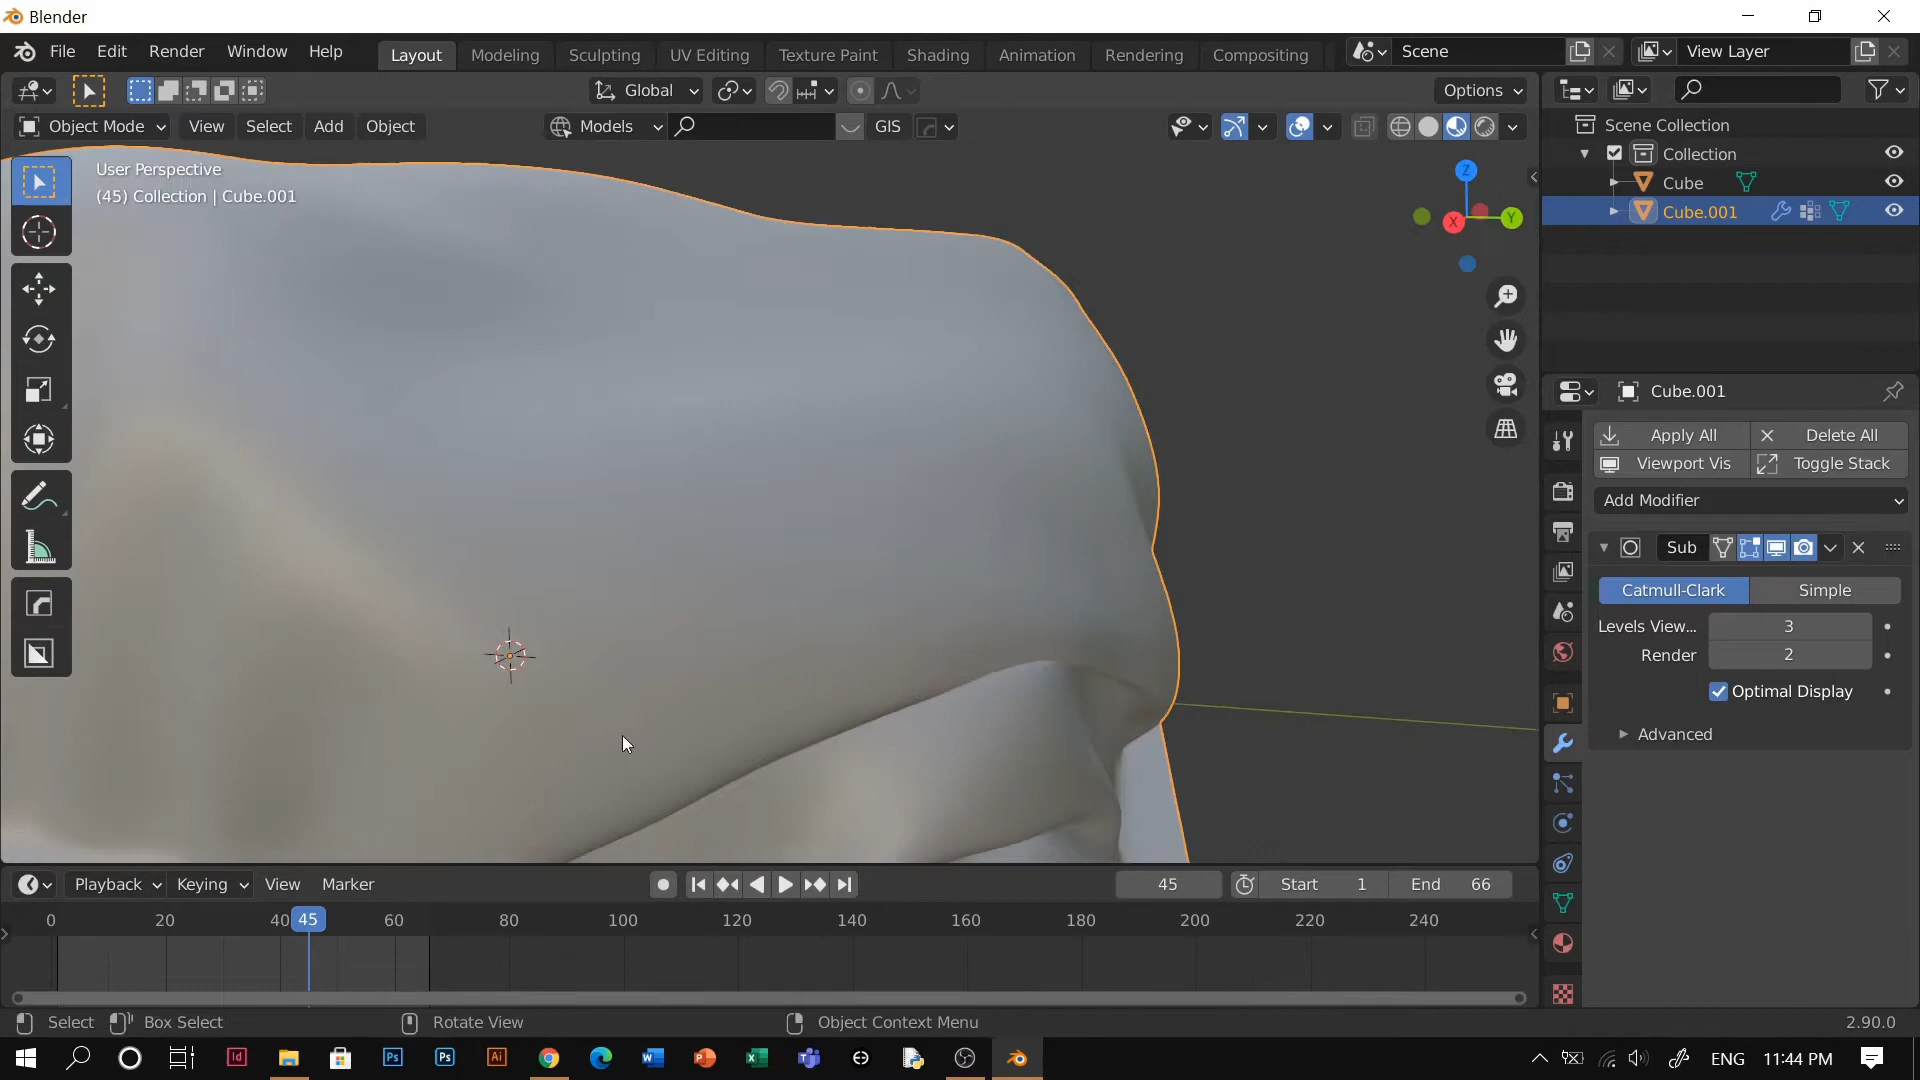 Blender
File Edit Render Window Help
Layout Modeling Sculpting UV Editing Texture Paint Shading Animation Rendering Compositing
Scene
View Layer
Global
Options
Object Mode View Select Add Object
Models
GIS
User Perspective
(45) Collection | Cube.001
Z
X
Y
Scene Collection
Collection
Cube
Cube.001
Cube.001
Apply All
Delete All
Viewport Vis
Toggle Stack
Add Modifier
Sub
Catmull-Clark
Simple
Levels View... 3
Render 2
Optimal Display
Advanced
Playback Keying View Marker
45
Start 1
End 66
0 20 40 45 60 80 100 120 140 160 180 200 220 240
Select
Box Select
Rotate View
Object Context Menu
2.90.0
Id
Ps
Ps
Ai
ENG
11:44 PM